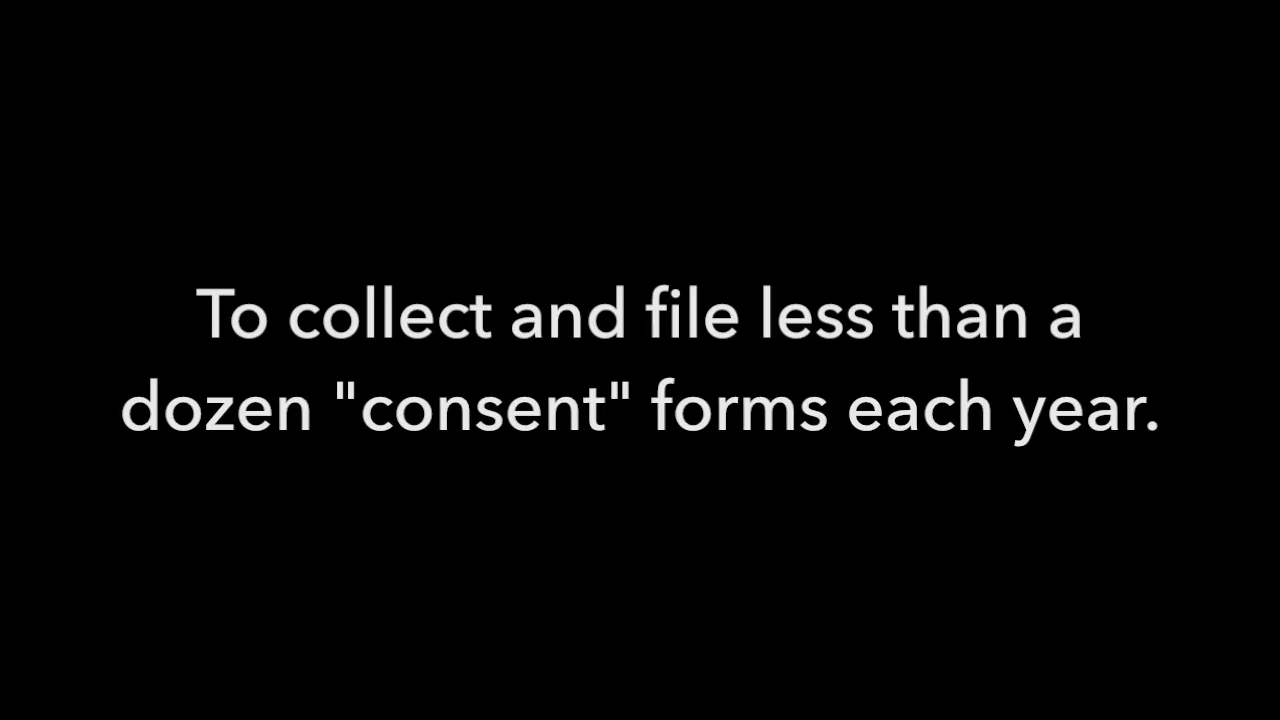 To collect and file less than a
dozen "consent" forms each year.